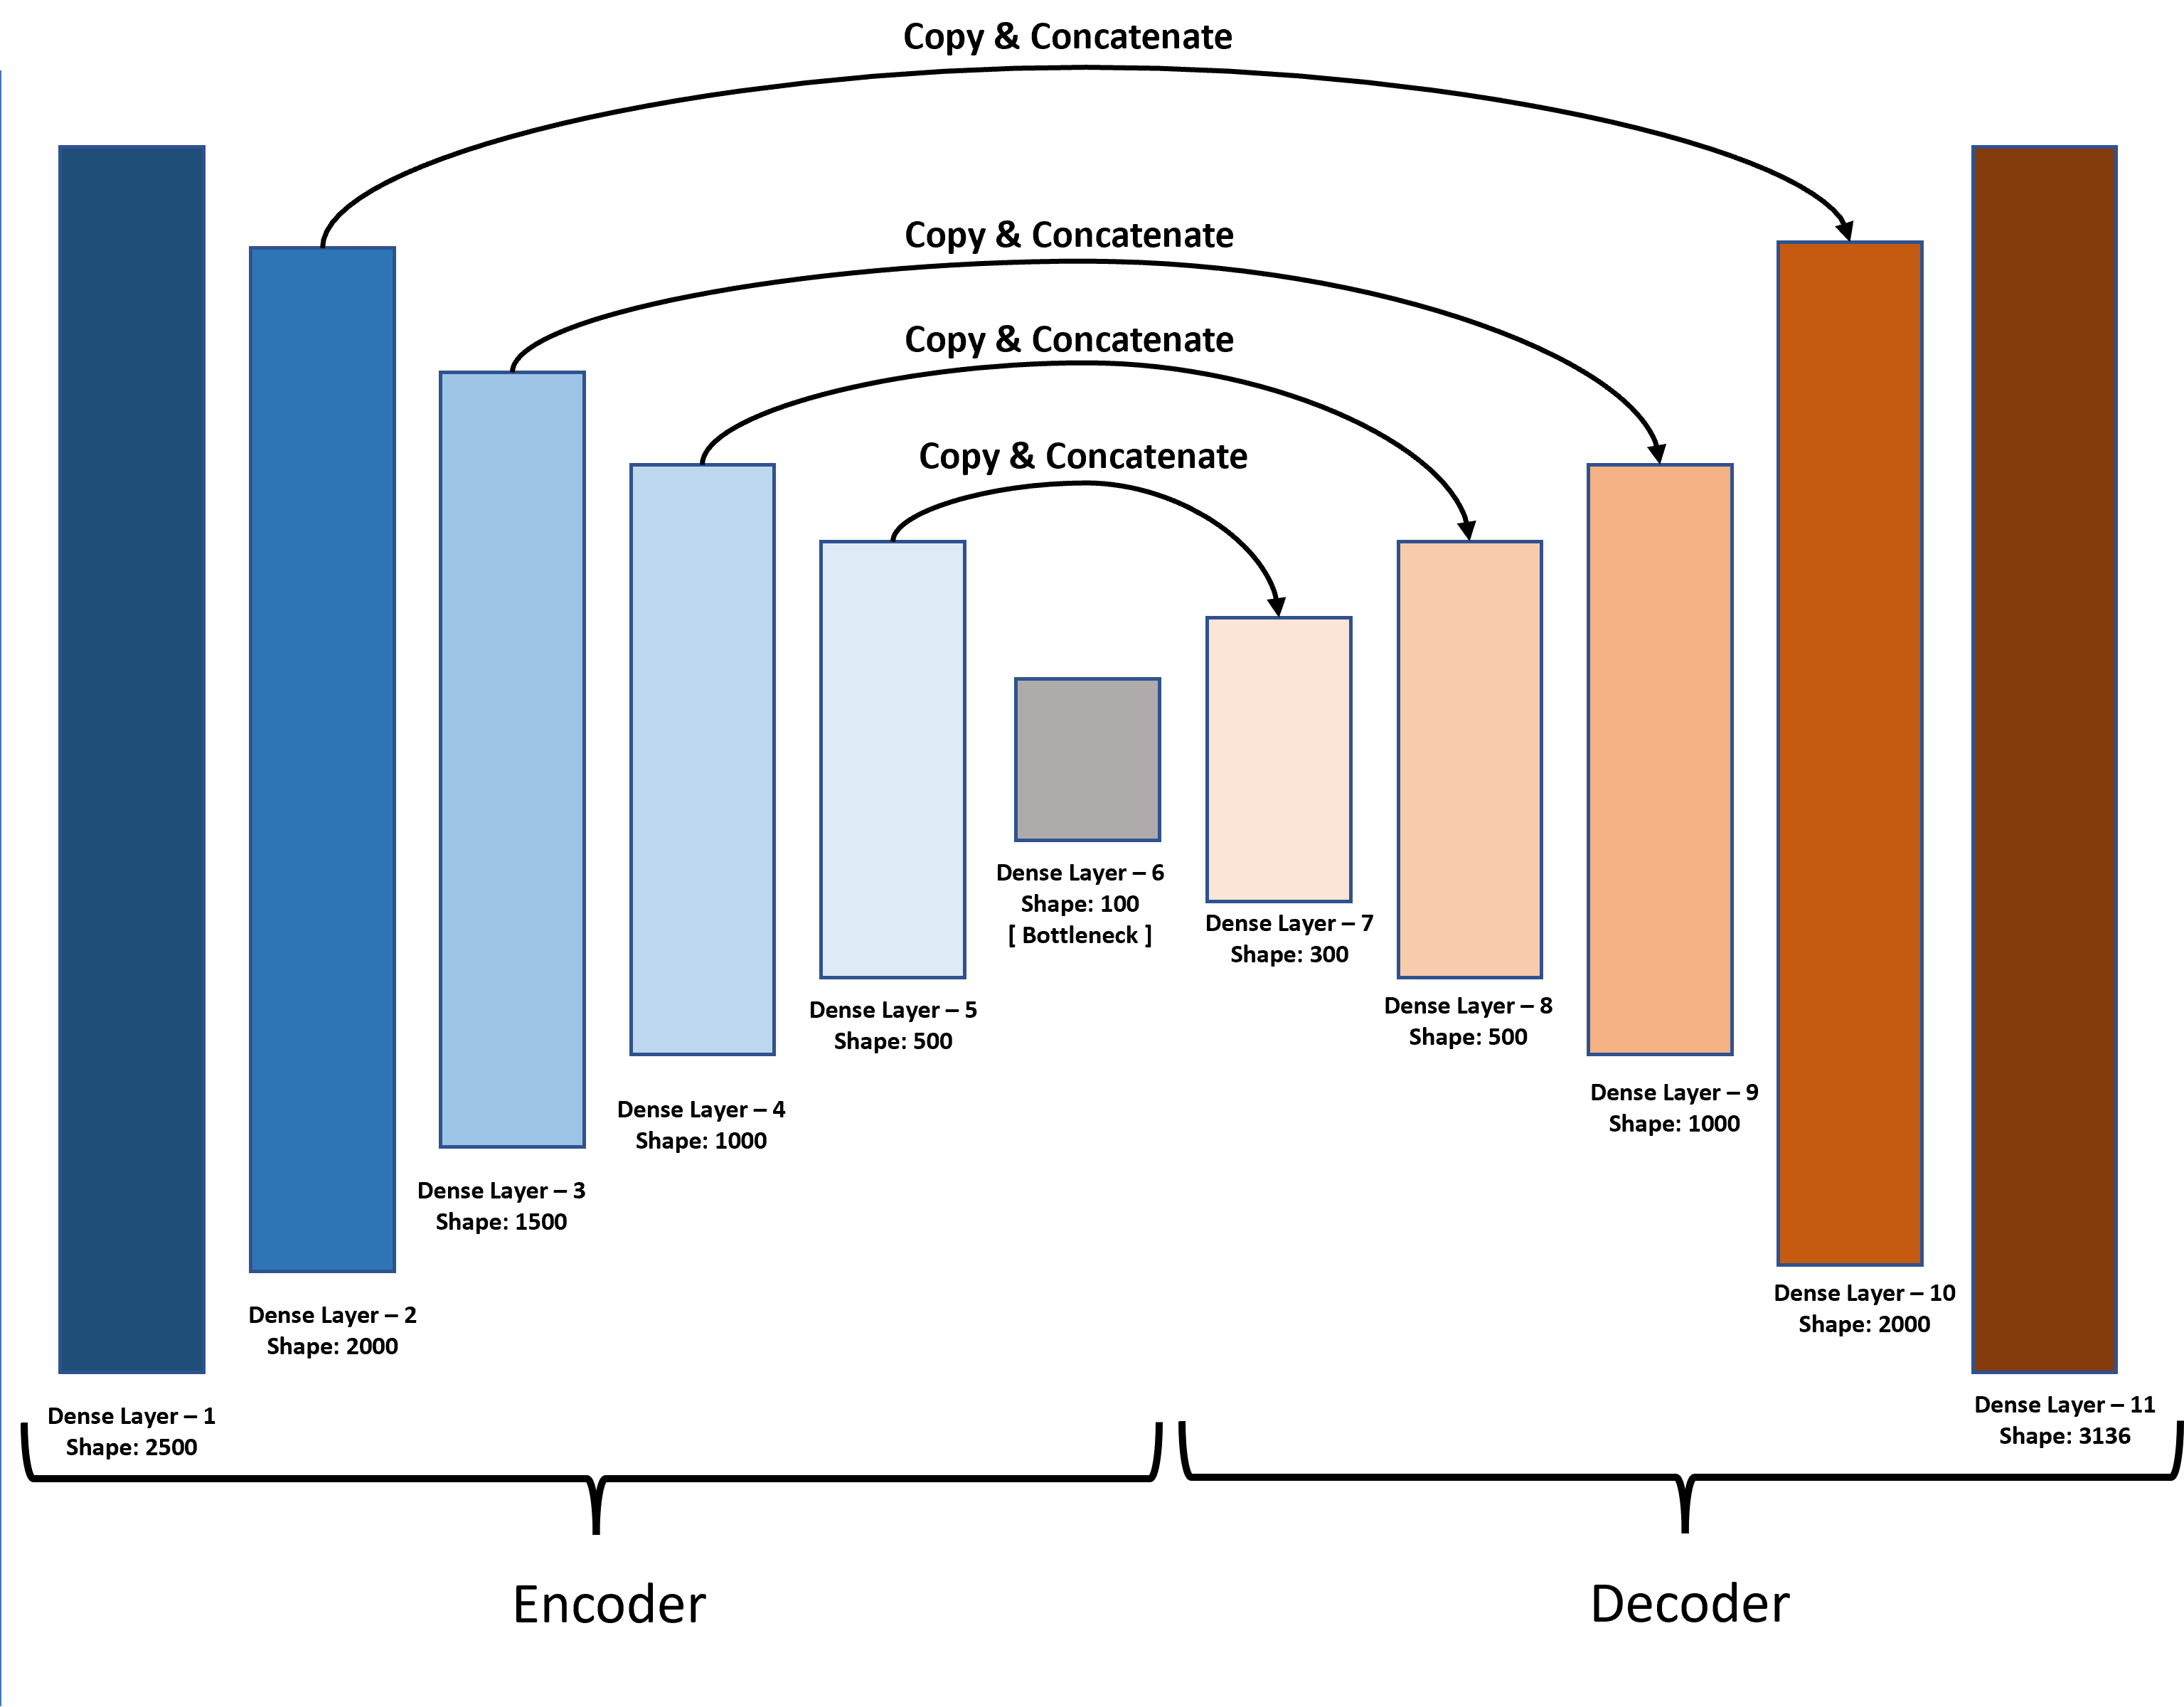 Copy & Concatenate
Copy & Concatenate
Copy & Concatenate
Copy & Concatenate
Dense Layer – 6
Shape: 100
[ Bottleneck ]
Dense Layer – 7
Shape: 300
Dense Layer – 5
Shape: 500
Dense Layer – 8
Shape: 500
Dense Layer – 4
Shape: 1000
Dense Layer – 9
Shape: 1000
Dense Layer – 3
Shape: 1500
Dense Layer – 2
Shape: 2000
Dense Layer – 10
Shape: 2000
Dense Layer – 1
Shape: 2500
Dense Layer – 11
Shape: 3136
Encoder
Decoder